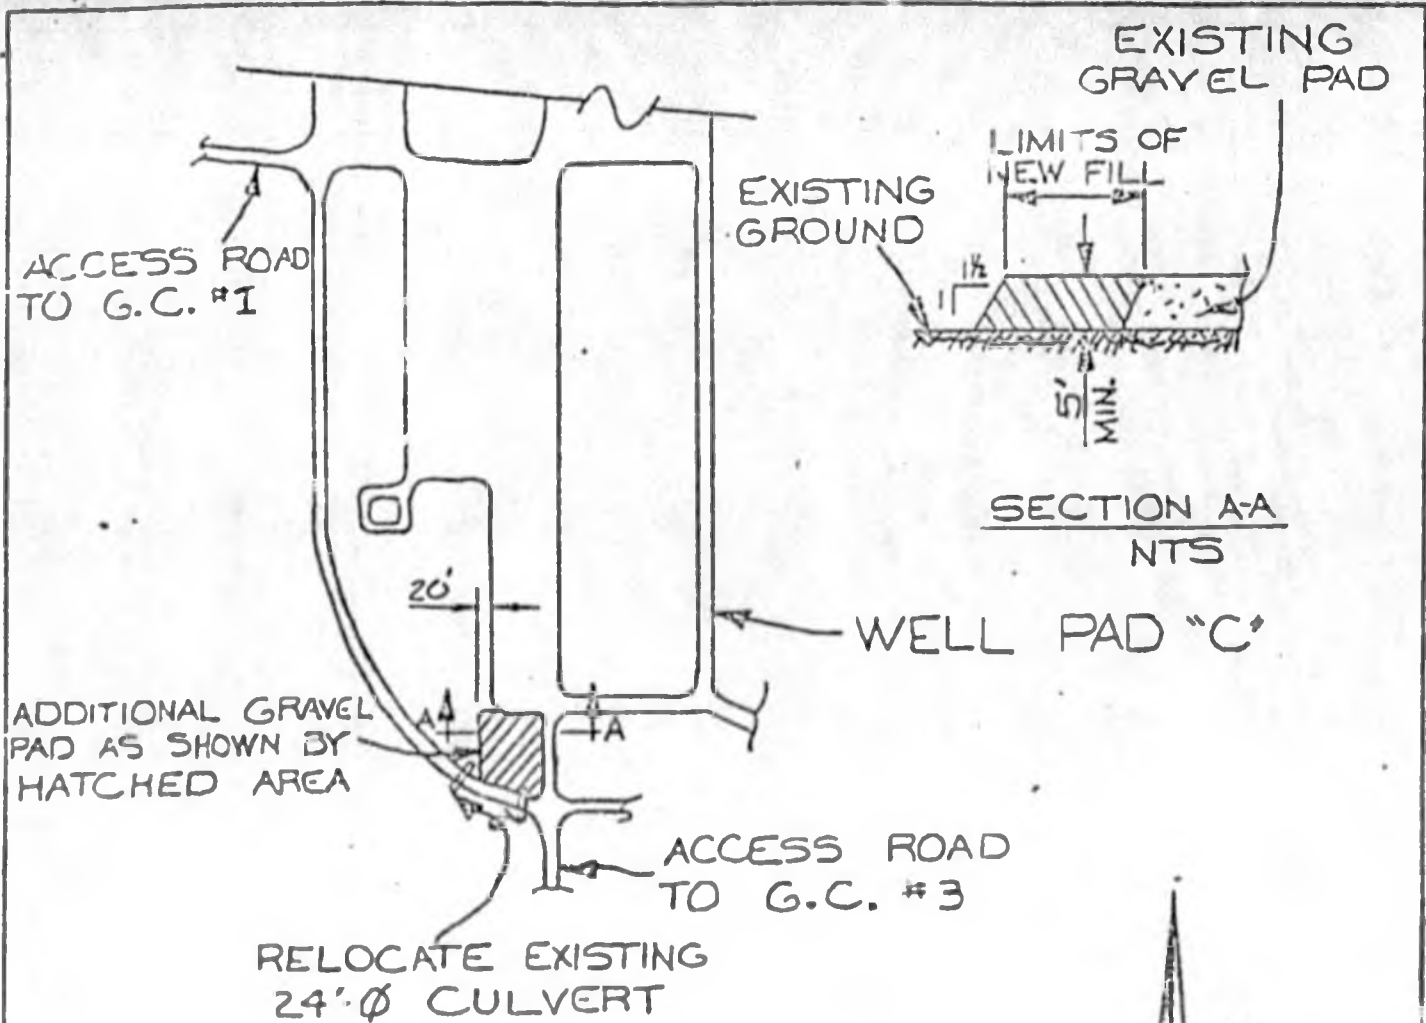 EXISTING
GRAVEL PAD
LIMITS OF
NEW FILL
EXISTING
GROUND
1½
1
5'
MIN.
SECTION A-A
NTS
ACCESS ROAD
TO G.C. #1
20'
WELL PAD "C"
ADDITIONAL GRAVEL
PAD AS SHOWN BY
HATCHED AREA
A
A
ACCESS ROAD
TO G.C. #3
RELOCATE EXISTING
24" Ø CULVERT